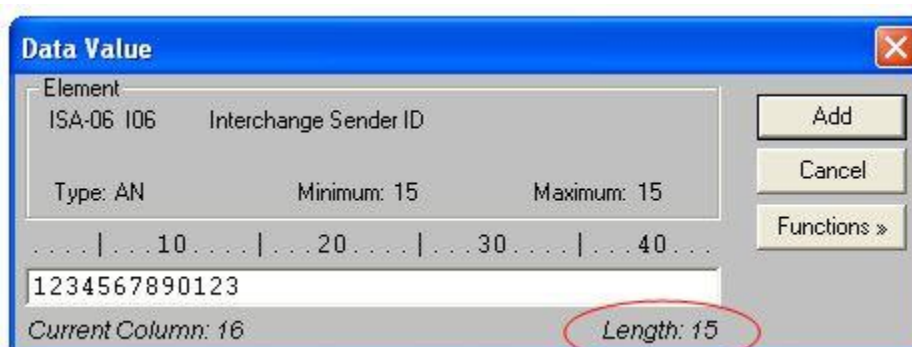 Data Value
Element
ISA-06 I06 Interchange Sender ID
Type: AN Minimum: 15 Maximum: 15
Add
Cancel
Functions »
....|...10....|...20....|...30....|...40...
1234567890123
Current Column: 16 Length: 15